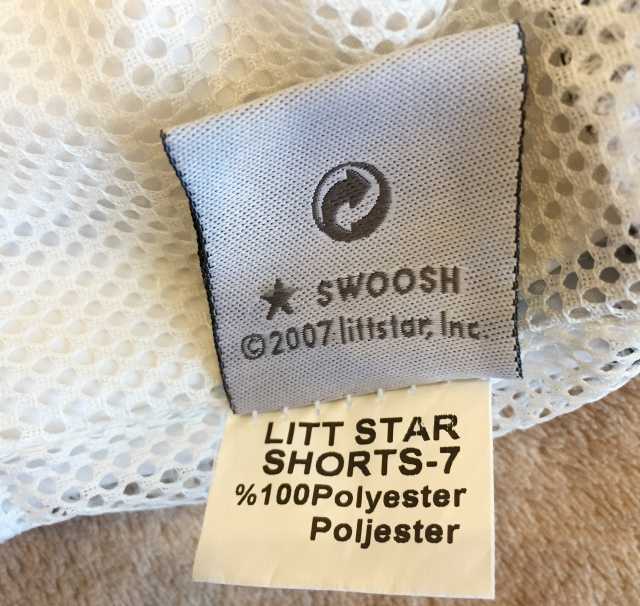 ★ SWOOSH
©2007 littstar, Inc.
LITT STAR
SHORTS-7
%100Polyester
Poljester